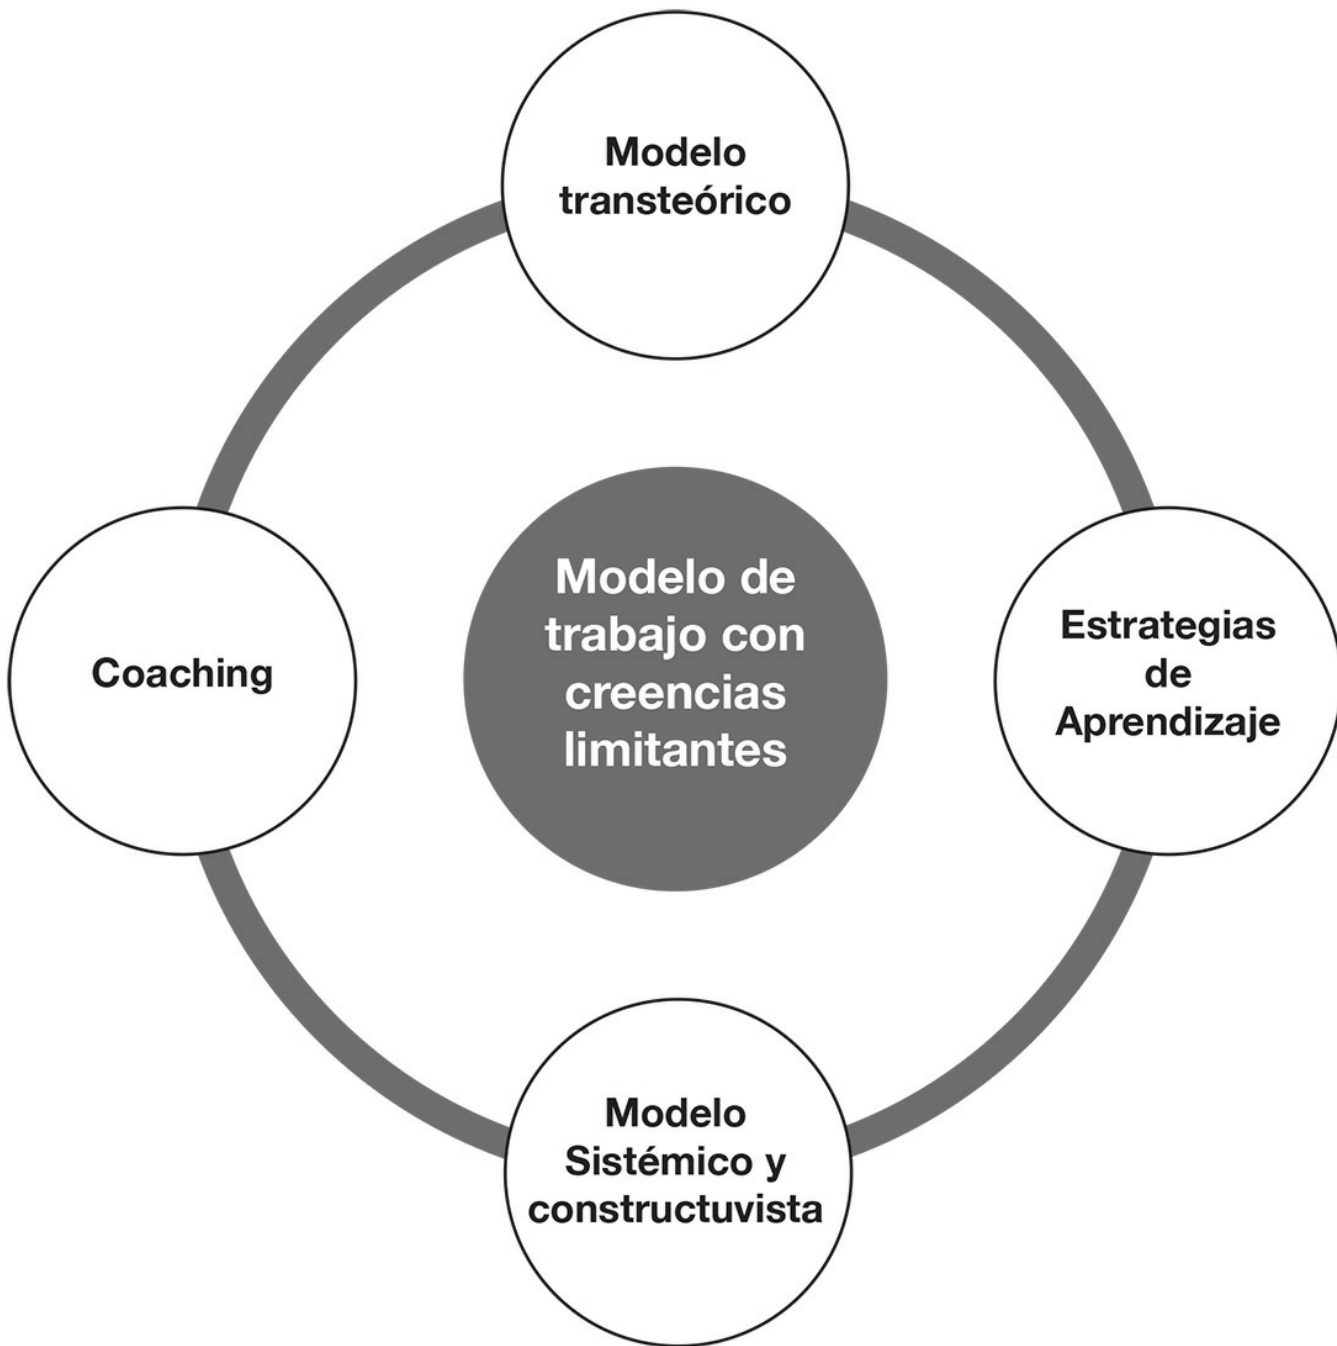 Modelo
transteórico
Modelo de
trabajo con
creencias
limitantes
Coaching
Estrategias
de
Aprendizaje
Modelo
Sistémico y
constructuvista